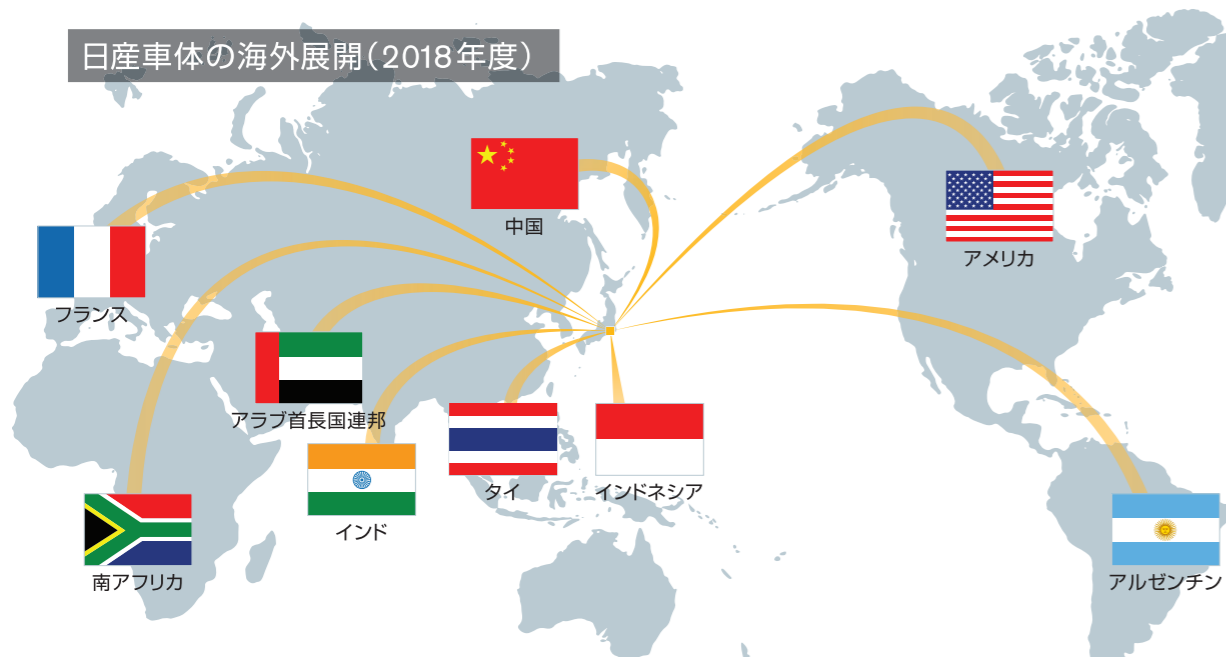 日産車体の海外展開（2018年度）
中国
フランス
アメリカ
アラブ首長国連邦
タイ
インドネシア
インド
南アフリカ
アルゼンチン